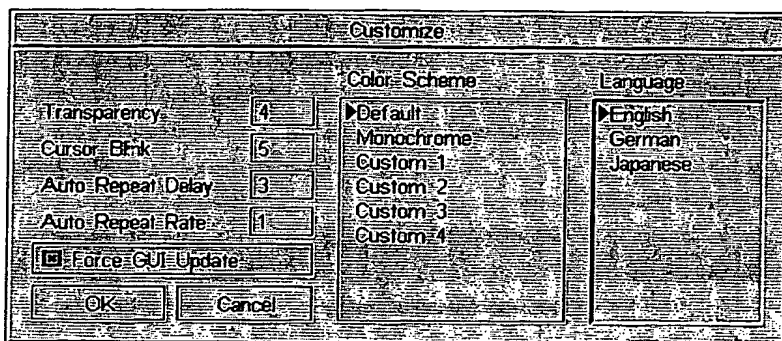 Customize
Transparency 4
Cursor Blink 5
Auto Repeat Delay 3
Auto Repeat Rate 1
Force GUI Update
OK Cancel
Color Scheme
Default
Monochrome
Custom 1
Custom 2
Custom 3
Custom 4
Language
English
German
Japanese